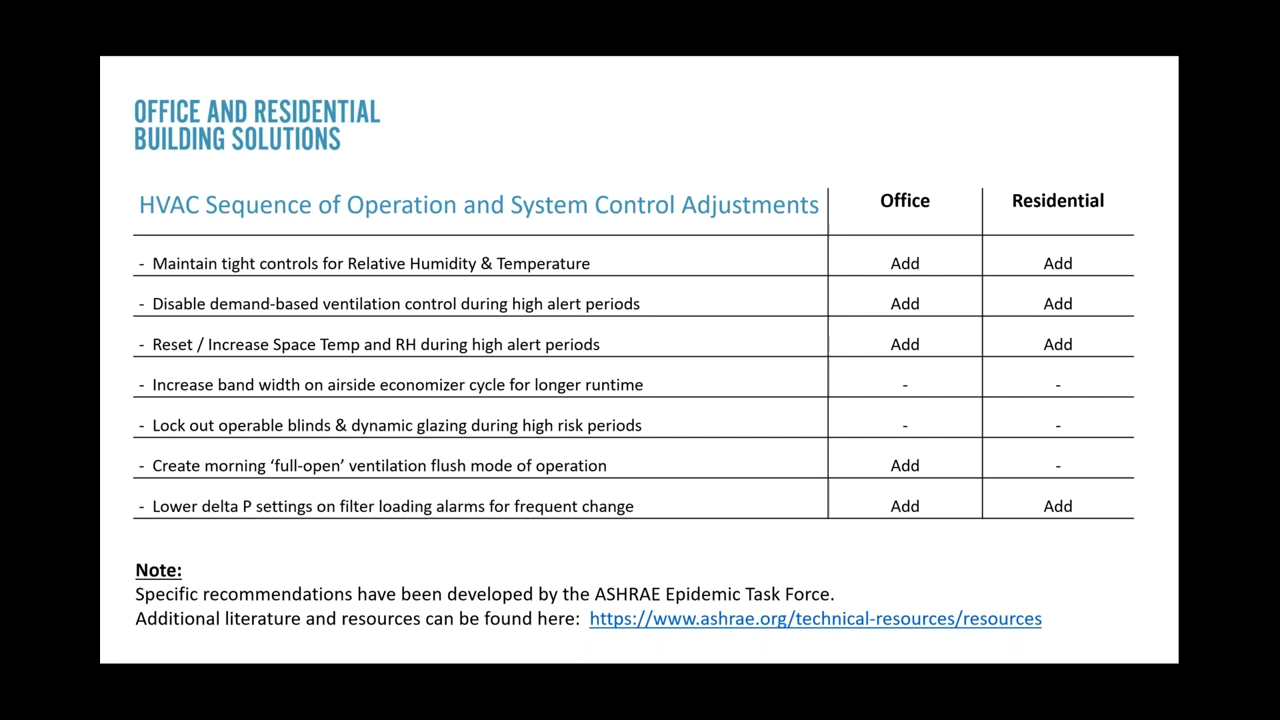 OFFICE AND RESIDENTIAL
BUILDING SOLUTIONS
HVAC Sequence of Operation and System Control Adjustments Office Residential
- Maintain tight controls for Relative Humidity & Temperature Add Add
- Disable demand-based ventilation control during high alert periods Add Add
- Reset / Increase Space Temp and RH during high alert periods Add Add
- Increase band width on airside economizer cycle for longer runtime - -
- Lock out operable blinds & dynamic glazing during high risk periods - -
- Create morning ‘full-open’ ventilation flush mode of operation Add -
- Lower delta P settings on filter loading alarms for frequent change Add Add
Note:
Specific recommendations have been developed by the ASHRAE Epidemic Task Force.
Additional literature and resources can be found here: https://www.ashrae.org/technical-resources/resources